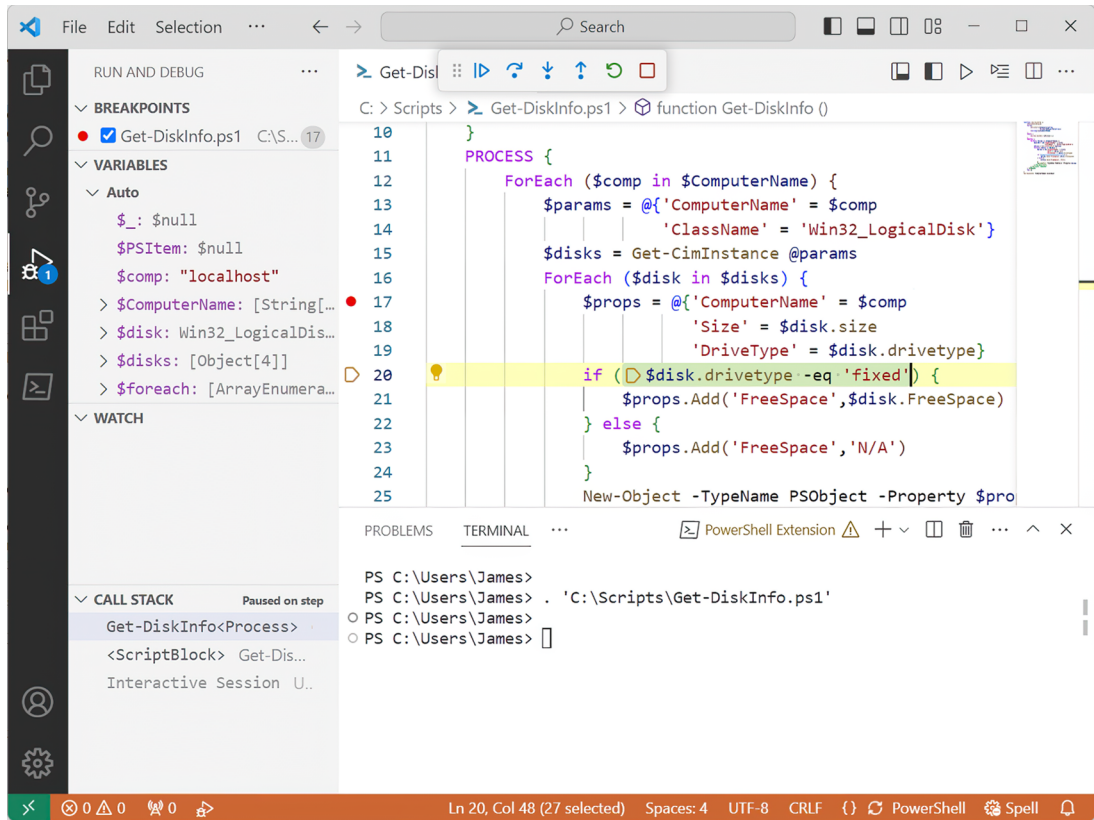 File Edit Selection ··· Search
RUN AND DEBUG ···
BREAKPOINTS
Get-DiskInfo.ps1 C:\S... 17
VARIABLES
Auto
$_: $null
$PSItem: $null
$comp: "localhost"
$ComputerName: [String[...
$disk: Win32_LogicalDis...
$disks: [Object[4]]
$foreach: [ArrayEnumera...
WATCH
CALL STACK Paused on step
Get-DiskInfo<Process>
<ScriptBlock> Get-Dis...
Interactive Session U..
1
Get-Disl
C: > Scripts > Get-DiskInfo.ps1 > function Get-DiskInfo ()
10 }
11 PROCESS {
12 ForEach ($comp in $ComputerName) {
13 $params = @{'ComputerName' = $comp
14 'ClassName' = 'Win32_LogicalDisk'}
15 $disks = Get-CimInstance @params
16 ForEach ($disk in $disks) {
17 $props = @{'ComputerName' = $comp
18 'Size' = $disk.size
19 'DriveType' = $disk.drivetype}
20 if ($disk.drivetype -eq 'fixed') {
21 $props.Add('FreeSpace',$disk.FreeSpace)
22 } else {
23 $props.Add('FreeSpace','N/A')
24 }
25 New-Object -TypeName PSObject -Property $pro
PROBLEMS TERMINAL ··· PowerShell Extension
PS C:\Users\James>
PS C:\Users\James> . 'C:\Scripts\Get-DiskInfo.ps1'
PS C:\Users\James>
PS C:\Users\James>
0 0 0 Ln 20, Col 48 (27 selected) Spaces: 4 UTF-8 CRLF {} PowerShell Spell